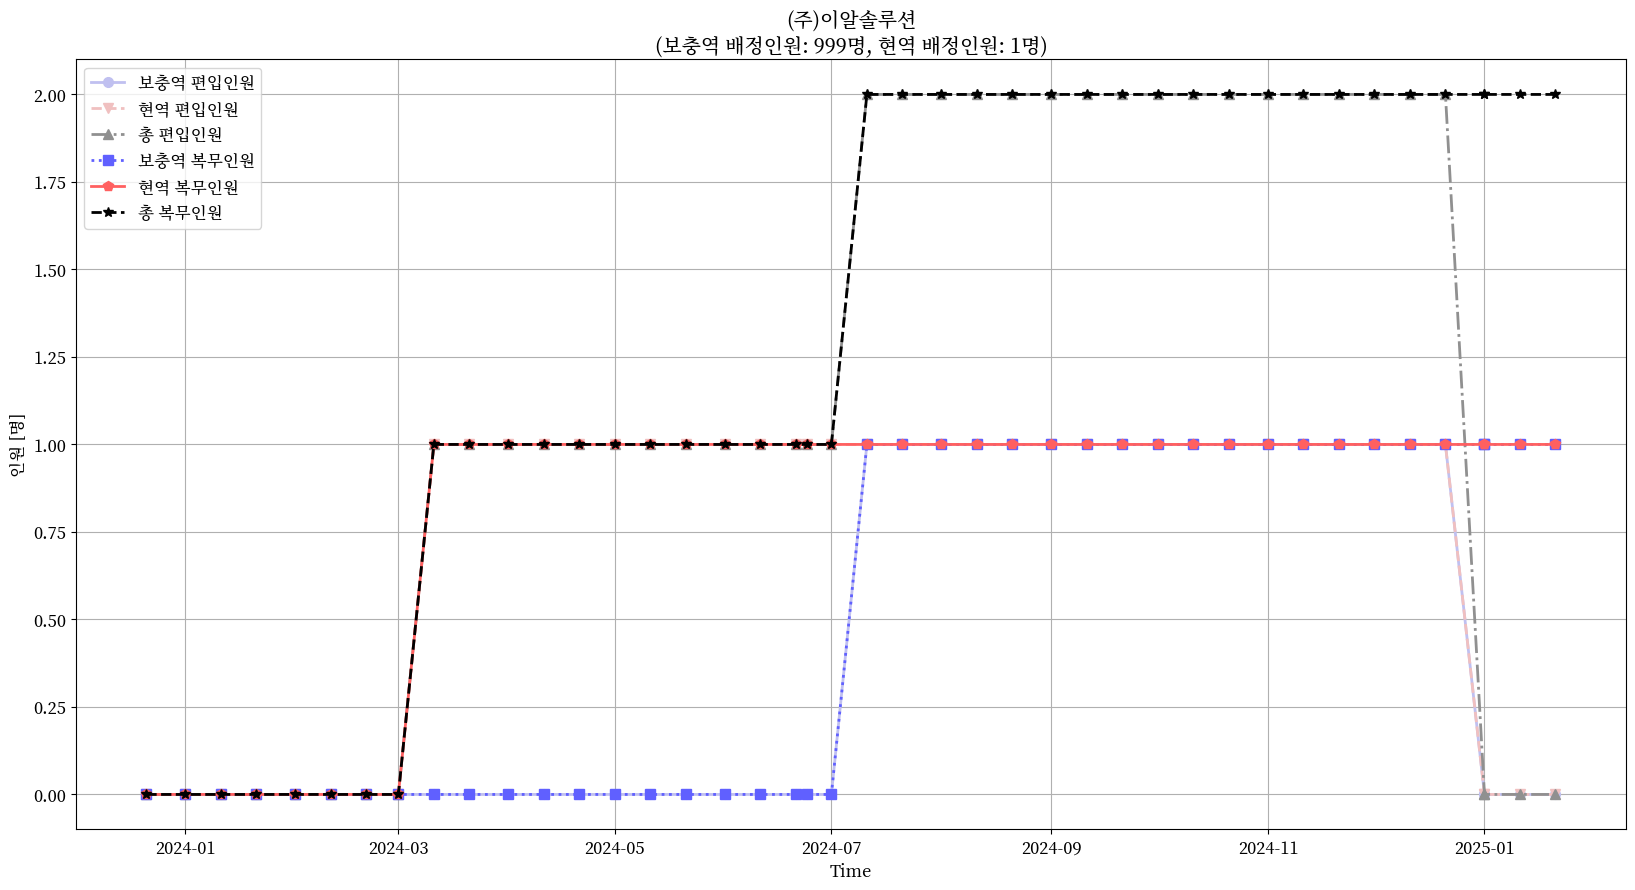 (주)이알솔루션
(보충역 배정인원: 999명, 현역 배정인원: 1명)
보충역 편입인원
현역 편입인원
총 편입인원
보충역 복무인원
현역 복무인원
총 복무인원
인원 [명]
2.00
1.75
1.50
1.25
1.00
0.75
0.50
0.25
0.00
2024-01
2024-03
2024-05
2024-07
2024-09
2024-11
2025-01
Time